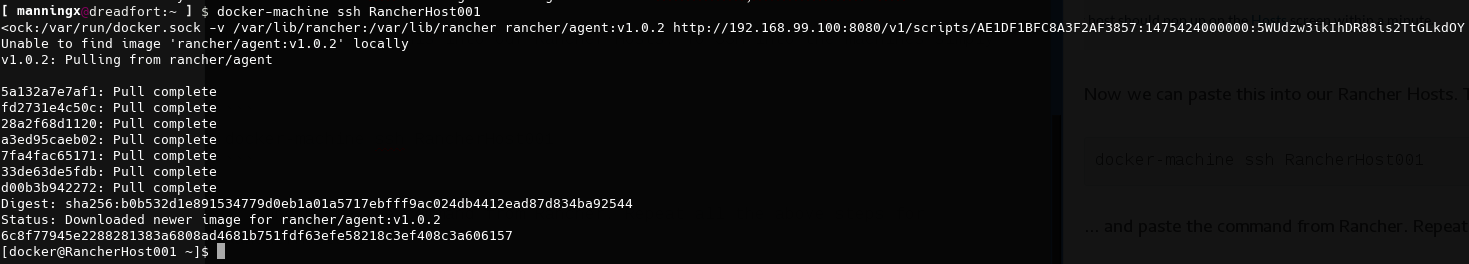 [ manningx@dreadfort:~ ] $ docker-machine ssh RancherHost001
<ock:/var/run/docker.sock -v /var/lib/rancher:/var/lib/rancher rancher/agent:v1.0.2 http://192.168.99.100:8080/v1/scripts/AE1DF1BFC8A3F2AF3857:1475424000000:5WUdzw3ikIhDR88is2TtGLkdOY
Unable to find image 'rancher/agent:v1.0.2' locally
v1.0.2: Pulling from rancher/agent
5a132a7e7af1: Pull complete
fd2731e4c50c: Pull complete
28a2f68d1120: Pull complete
a3ed95caeb02: Pull complete
7fa4fac65171: Pull complete
33de63de5fdb: Pull complete
d00b3b942272: Pull complete
Digest: sha256:b0b532d1e891534779d0eb1a01a5717ebfff9ac024db4412ead87d834ba92544
Status: Downloaded newer image for rancher/agent:v1.0.2
6c8f77945e2288281383a6808ad4681b751fdf63efe58218c3ef408c3a606157
[docker@RancherHost001 ~]$
Now we can paste this into our Rancher Hosts. T
docker-machine ssh RancherHost001
... and paste the command from Rancher. Repeat